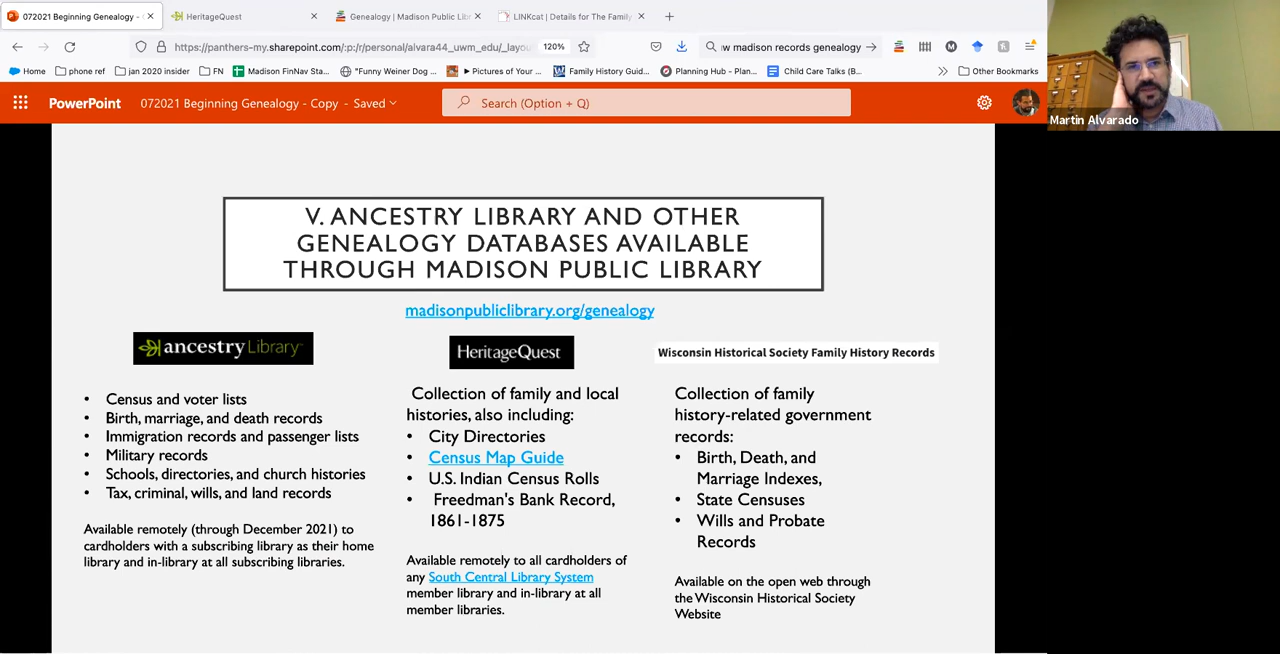 072021 Beginning Genealogy -
HeritageQuest
Genealogy | Madison Public Libr
LINKcat | Details for The Family
https://panthers-my.sharepoint.com/:p:/r/personal/alvara44_uwm_edu/_layou
120%
w madison records genealogy
Home
phone ref
jan 2020 insider
FN
Madison FinNav Sta...
"Funny Weiner Dog ...
Pictures of Your ...
Family History Guid...
Planning Hub - Plan...
Child Care Talks (B...
Other Bookmarks
PowerPoint
072021 Beginning Genealogy - Copy - Saved
Search (Option + Q)
Martin Alvarado
V. ANCESTRY LIBRARY AND OTHER
GENEALOGY DATABASES AVAILABLE
THROUGH MADISON PUBLIC LIBRARY
madisonpubliclibrary.org/genealogy
ancestryLibrary
• Census and voter lists
• Birth, marriage, and death records
• Immigration records and passenger lists
• Military records
• Schools, directories, and church histories
• Tax, criminal, wills, and land records
Available remotely (through December 2021) to
cardholders with a subscribing library as their home
library and in-library at all subscribing libraries.
HeritageQuest
Collection of family and local
histories, also including:
• City Directories
• Census Map Guide
• U.S. Indian Census Rolls
• Freedman's Bank Record,
1861-1875
Available remotely to all cardholders of
any South Central Library System
member library and in-library at all
member libraries.
Wisconsin Historical Society Family History Records
Collection of family
history-related government
records:
• Birth, Death, and
Marriage Indexes,
• State Censuses
• Wills and Probate
Records
Available on the open web through
the Wisconsin Historical Society
Website